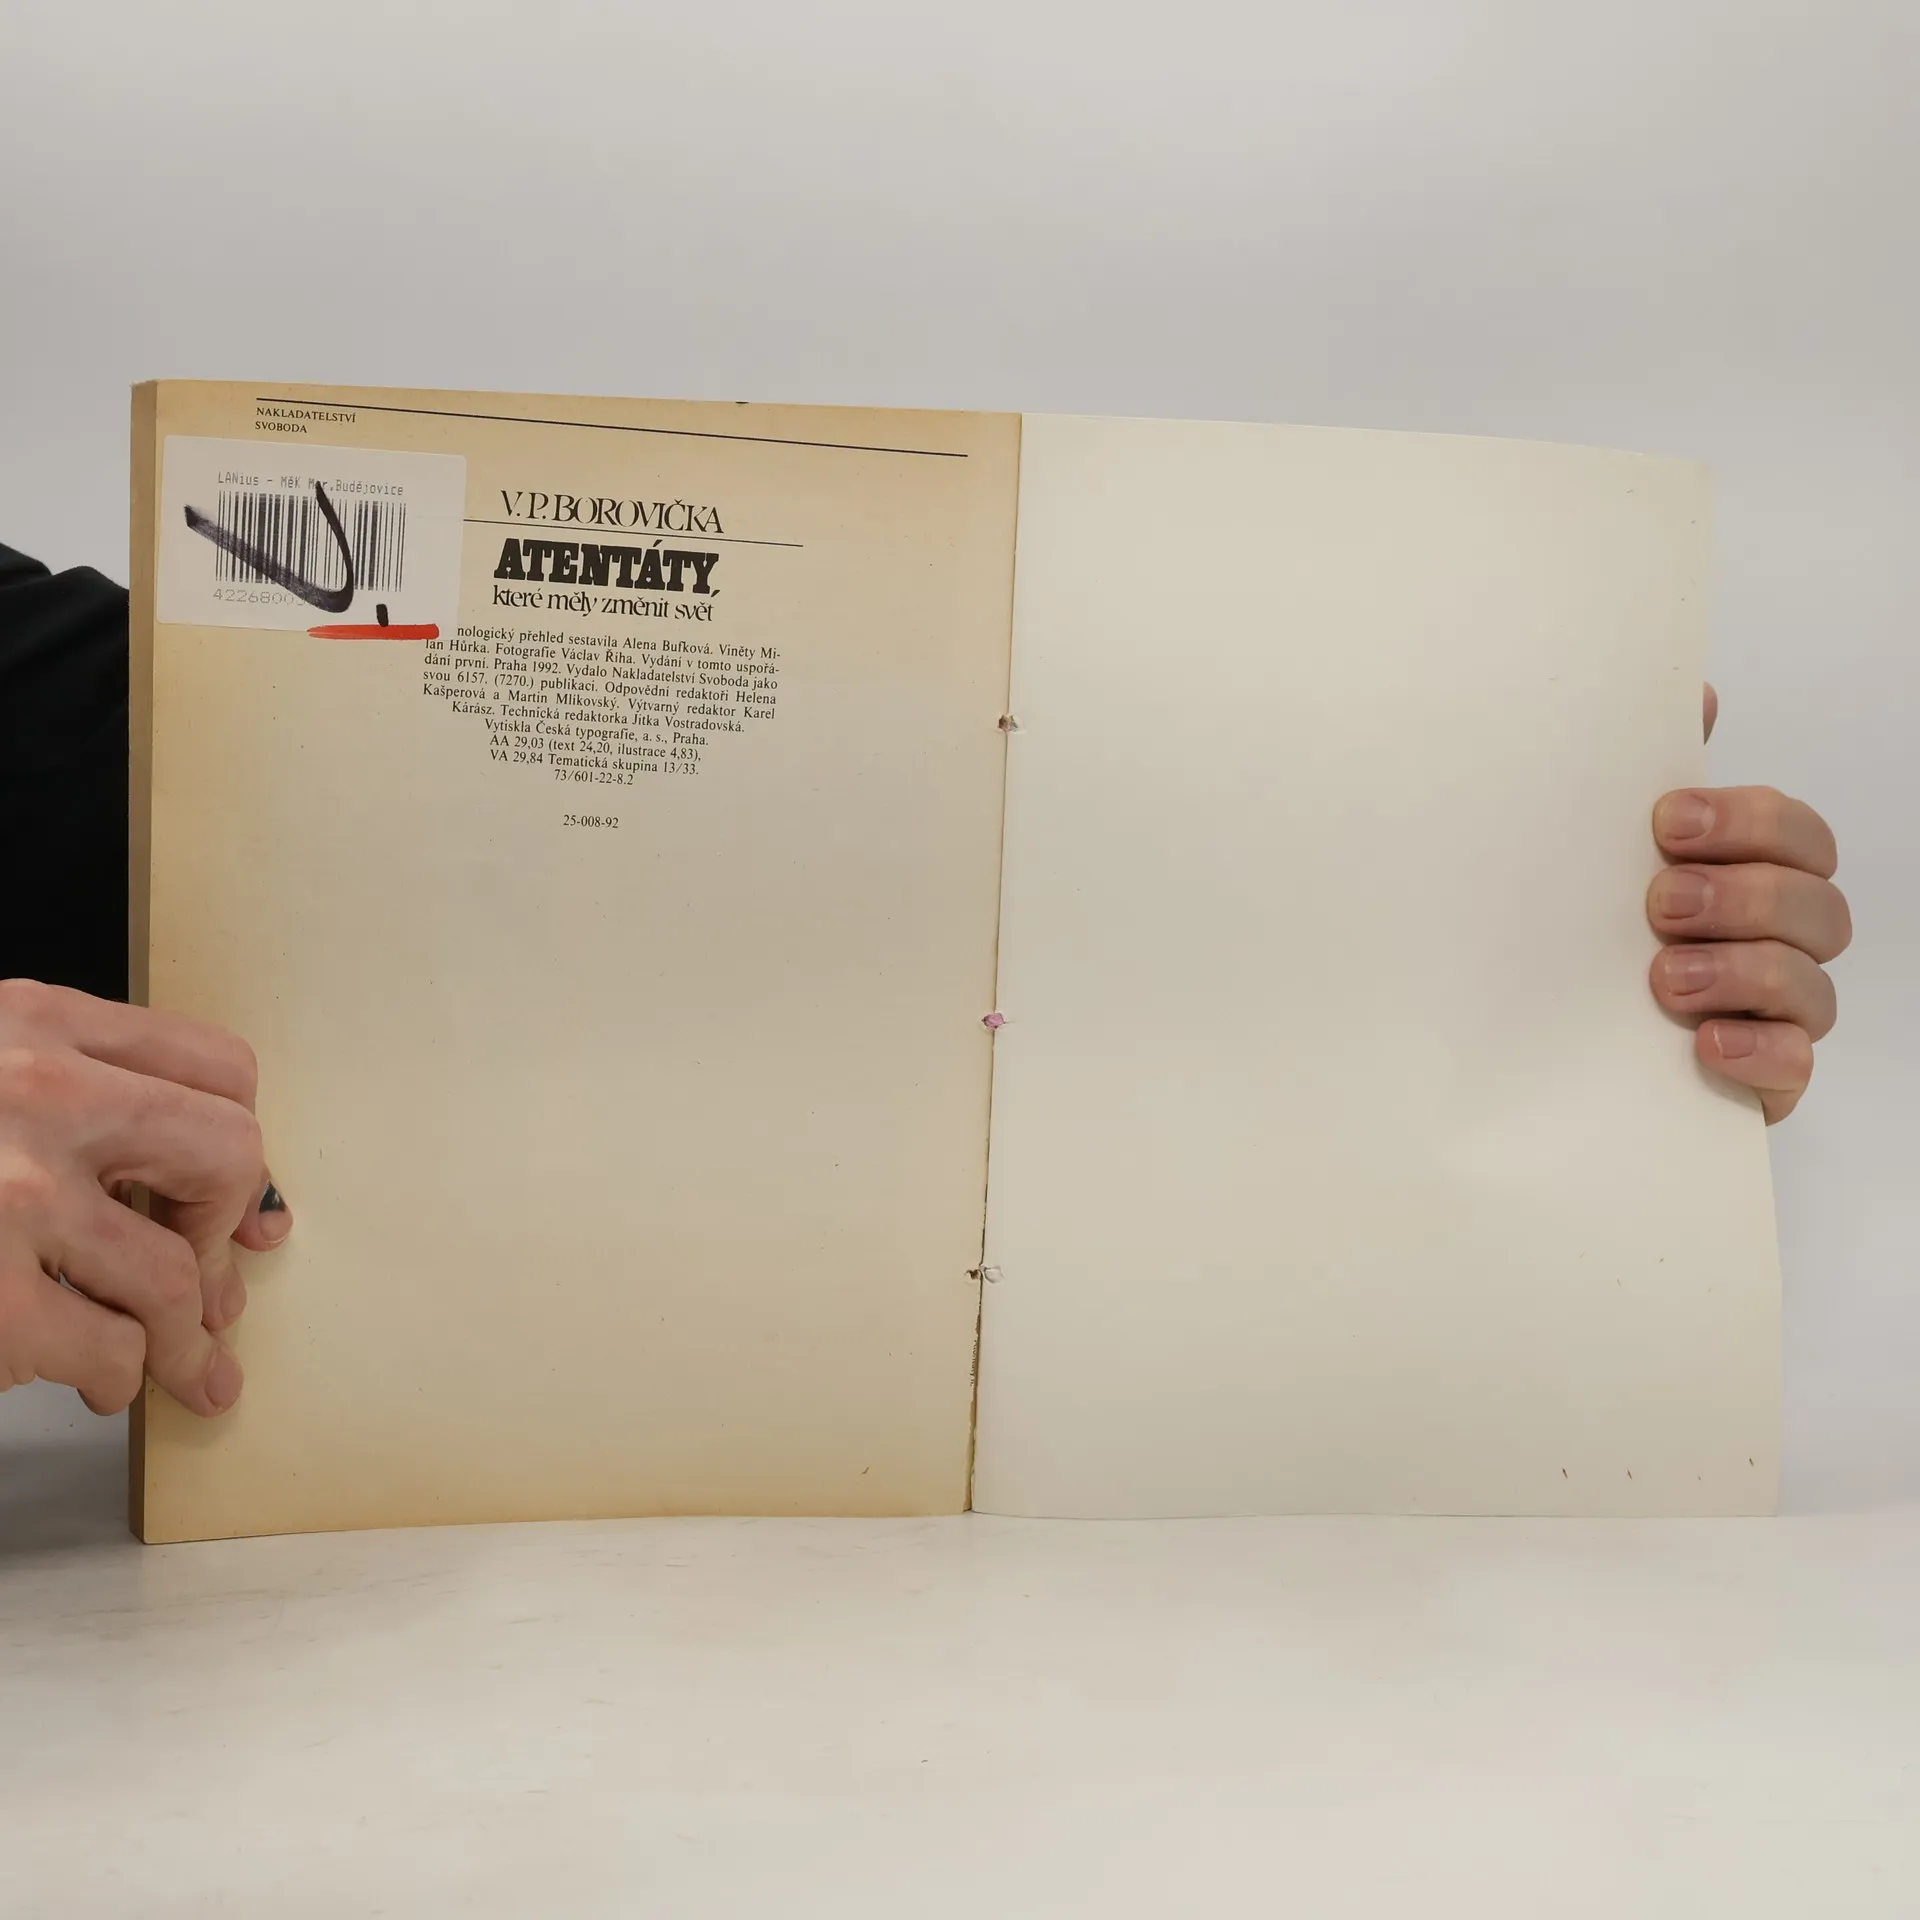 NAKLADATELSTVÍ
SVOBODA
LANius - MěK Mor.Budějovice
V. P. BOROVIČKA
ATENTÁTY,
které měly změnit svět
nologický přehled sestavila Alena Bufková. Viněty Mi-
lan Hůrka. Fotografie Václav Říha. Vydání v tomto uspořá-
dání první. Praha 1992. Vydalo Nakladatelství Svoboda jako
svou 6157. (7270.) publikaci. Odpovědní redaktoři Helena
Kašperová a Martin Mlíkovský. Výtvarný redaktor Karel
Kárász. Technická redaktorka Jitka Vostradovská.
Vytiskla Česká typografie, a. s., Praha.
AA 29,03 (text 24,20, ilustrace 4,83),
VA 29,84 Tematická skupina 13/33.
73/601-22-8.2
25-008-92